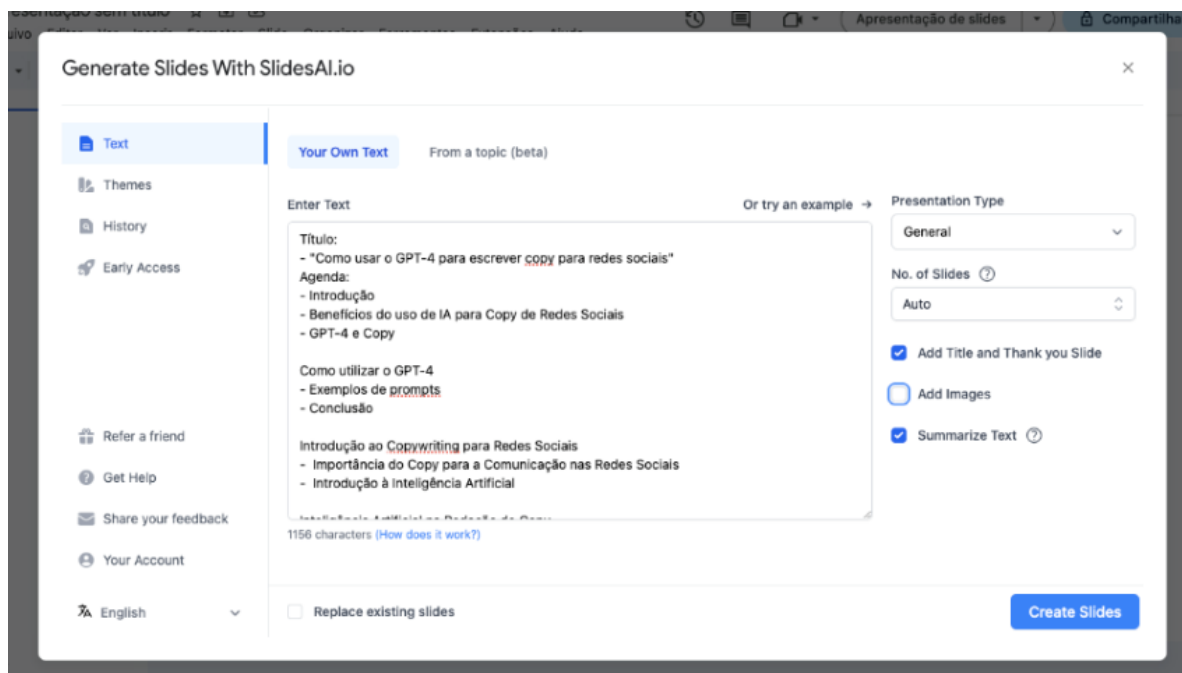 Apresentação de slides
Generate Slides With SlidesAI.io
Text
Themes
History
Early Access
Refer a friend
Get Help
Share your feedback
Your Account
English
Your Own Text
From a topic (beta)
Enter Text
Or try an example →
Título:
- "Como usar o GPT-4 para escrever copy para redes sociais"
Agenda:
- Introdução
- Benefícios do uso de IA para Copy de Redes Sociais
- GPT-4 e Copy
Como utilizar o GPT-4
- Exemplos de prompts
- Conclusão
Introdução ao Copywriting para Redes Sociais
- Importância do Copy para a Comunicação nas Redes Sociais
- Introdução à Inteligência Artificial
1156 characters (How does it work?)
Presentation Type
General
No. of Slides
Auto
Add Title and Thank you Slide
Add Images
Summarize Text
Replace existing slides
Create Slides